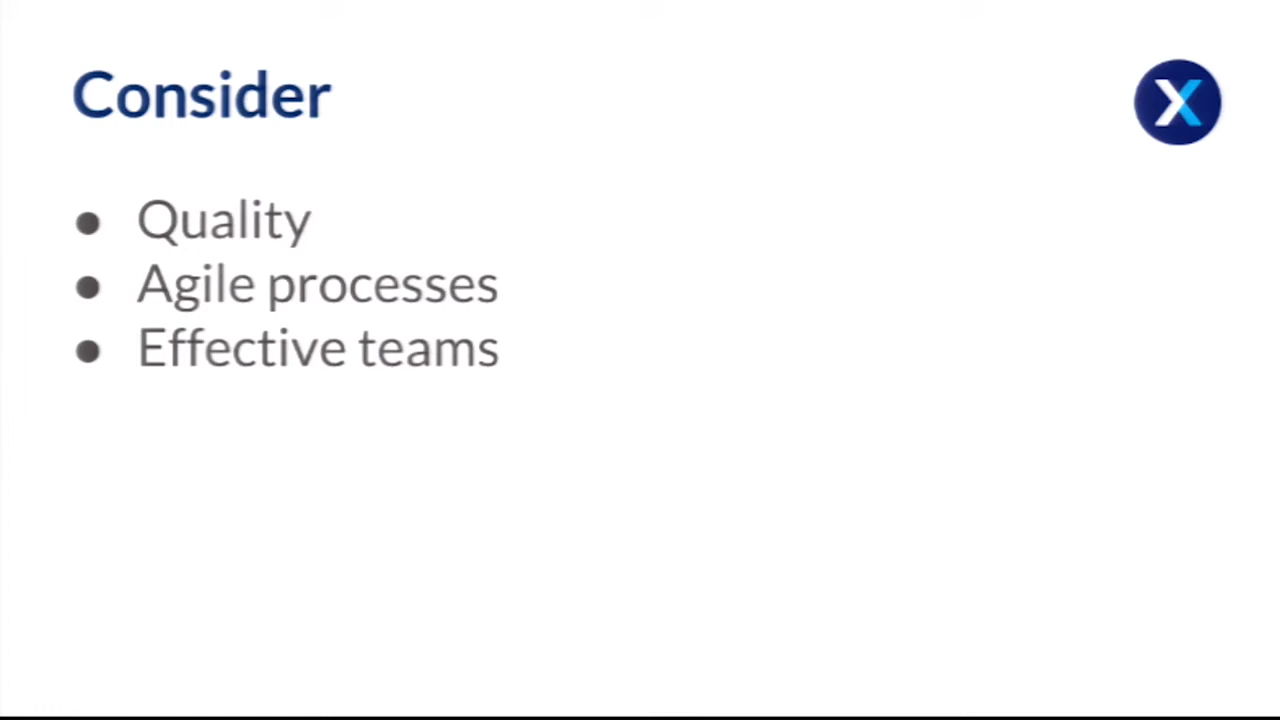 Consider
X
● Quality
● Agile processes
● Effective teams